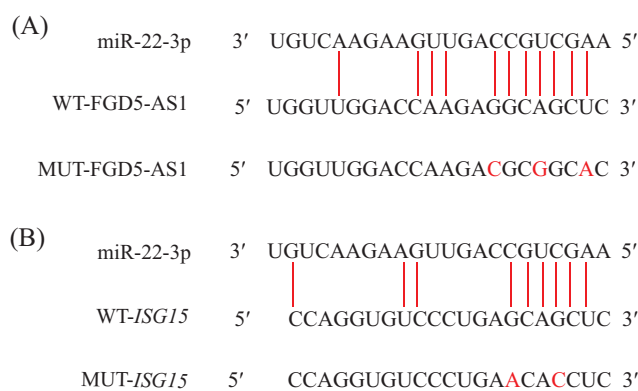 (A)
miR-22-3p 3′ UGUCAAGAAGUUGACCGUCGAA 5′
WT-FGD5-AS1 5′ UGGUUGGACCAAGAGGCAGCUC 3′
MUT-FGD5-AS1 5′ UGGUUGGACCAAGACGCGGCAC 3′
(B)
miR-22-3p 3′ UGUCAAGAAGUUGACCGUCGAA 5′
WT-ISG15 5′ CCAGGUGUCCCUGAGCAGCUC 3′
MUT-ISG15 5′ CCAGGUGUCCCUGAACACCUC 3′